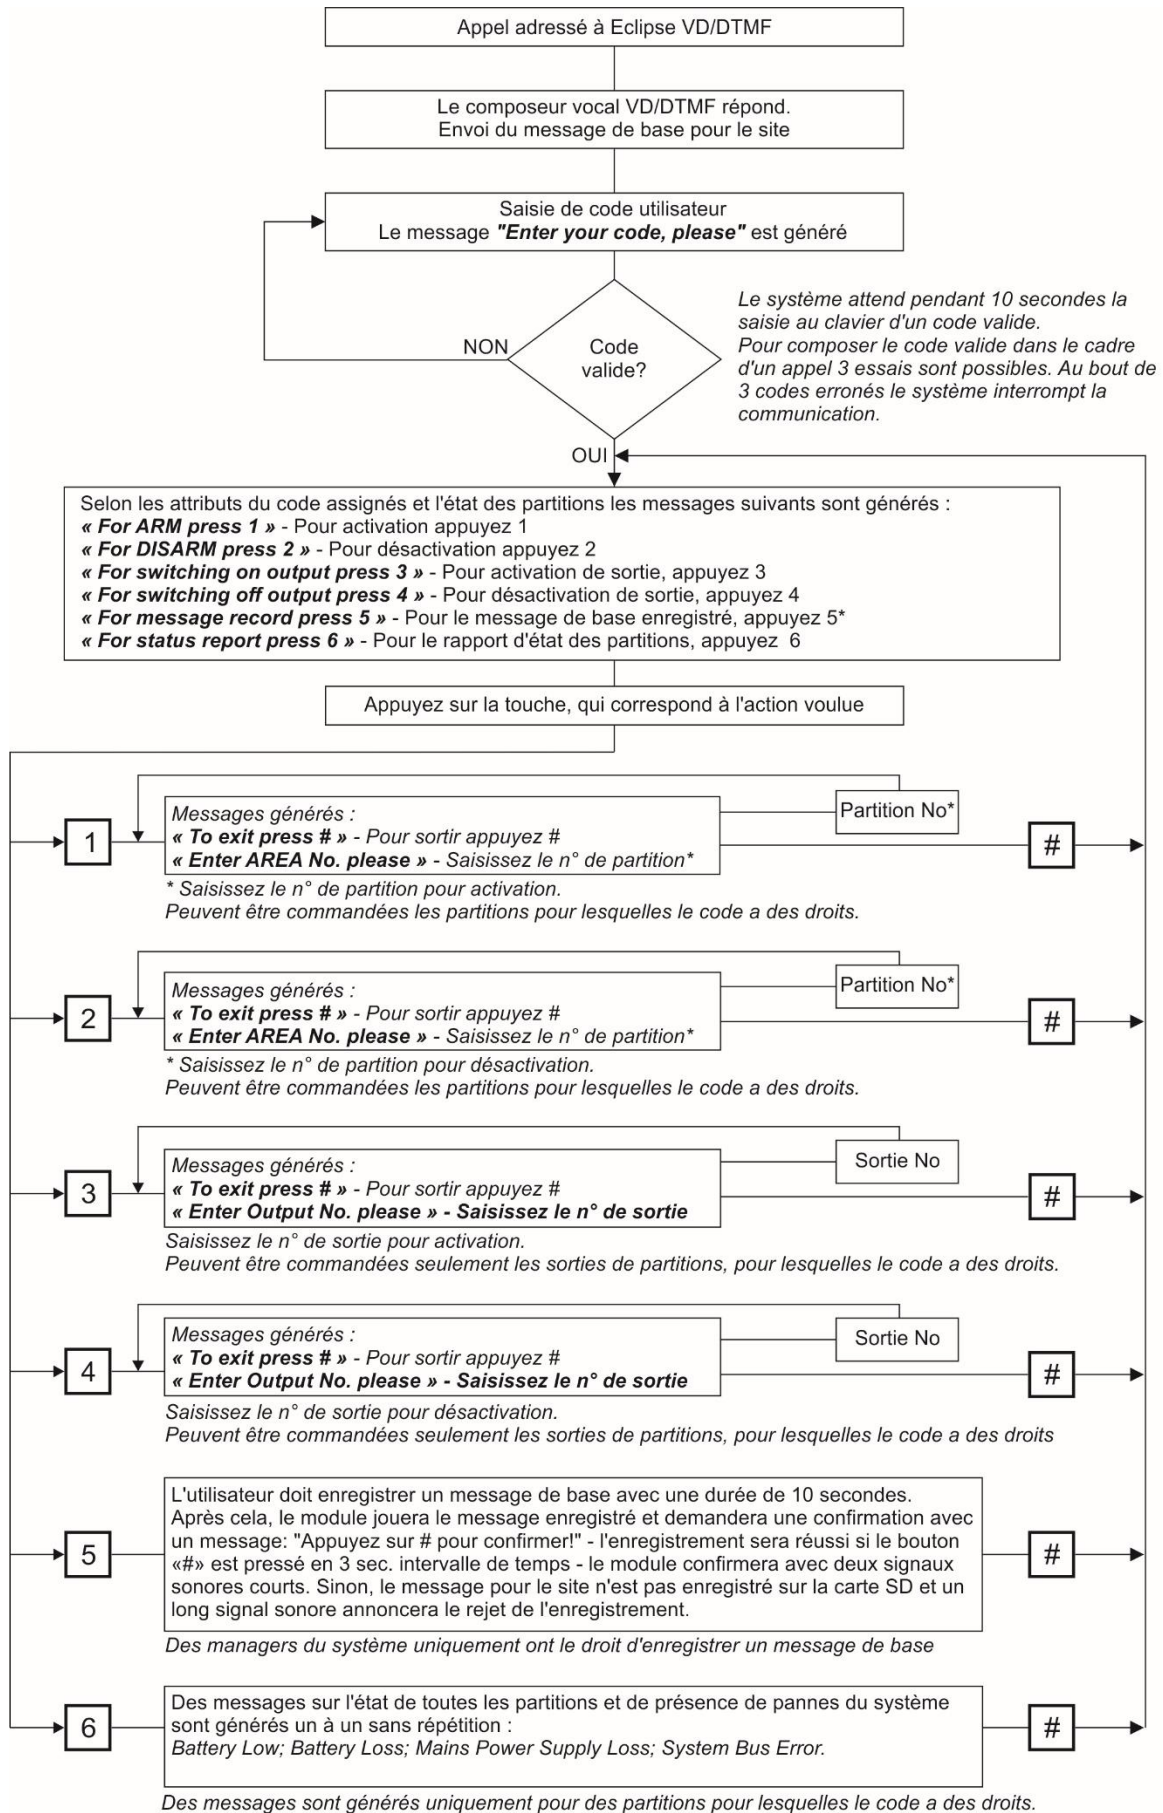 Appel adressé à Eclipse VD/DTMF
Le composeur vocal VD/DTMF répond.
Envoi du message de base pour le site
Saisie de code utilisateur
Le message "Enter your code, please" est généré
Code
valide?
NON
OUI
Le système attend pendant 10 secondes la
saisie au clavier d'un code valide.
Pour composer le code valide dans le cadre
d'un appel 3 essais sont possibles. Au bout de
3 codes erronés le système interrompt la
communication.
Selon les attributs du code assignés et l'état des partitions les messages suivants sont générés :
« For ARM press 1 » - Pour activation appuyez 1
« For DISARM press 2 » - Pour désactivation appuyez 2
« For switching on output press 3 » - Pour activation de sortie, appuyez 3
« For switching off output press 4 » - Pour désactivation de sortie, appuyez 4
« For message record press 5 » - Pour le message de base enregistré, appuyez 5*
« For status report press 6 » - Pour le rapport d'état des partitions, appuyez 6
Appuyez sur la touche, qui correspond à l'action voulue
1
Messages générés :
« To exit press # » - Pour sortir appuyez #
« Enter AREA No. please » - Saisissez le n° de partition*
Partition No*
#
* Saisissez le n° de partition pour activation.
Peuvent être commandées les partitions pour lesquelles le code a des droits.
2
Messages générés :
« To exit press # » - Pour sortir appuyez #
« Enter AREA No. please » - Saisissez le n° de partition*
Partition No*
#
* Saisissez le n° de partition pour désactivation.
Peuvent être commandées les partitions pour lesquelles le code a des droits.
3
Messages générés :
« To exit press # » - Pour sortir appuyez #
« Enter Output No. please » - Saisissez le n° de sortie
Sortie No
#
Saisissez le n° de sortie pour activation.
Peuvent être commandées seulement les sorties de partitions, pour lesquelles le code a des droits.
4
Messages générés :
« To exit press # » - Pour sortir appuyez #
« Enter Output No. please » - Saisissez le n° de sortie
Sortie No
#
Saisissez le n° de sortie pour désactivation.
Peuvent être commandées seulement les sorties de partitions, pour lesquelles le code a des droits
5
L'utilisateur doit enregistrer un message de base avec une durée de 10 secondes.
Après cela, le module jouera le message enregistré et demandera une confirmation avec
un message: "Appuyez sur # pour confirmer!" - l'enregistrement sera réussi si le bouton
«#» est pressé en 3 sec. intervalle de temps - le module confirmera avec deux signaux
sonores courts. Sinon, le message pour le site n'est pas enregistré sur la carte SD et un
long signal sonore annoncera le rejet de l'enregistrement.
#
Des managers du système uniquement ont le droit d'enregistrer un message de base
6
Des messages sur l'état de toutes les partitions et de présence de pannes du système
sont générés un à un sans répétition :
Battery Low; Battery Loss; Mains Power Supply Loss; System Bus Error.
#
Des messages sont générés uniquement pour des partitions pour lesquelles le code a des droits.